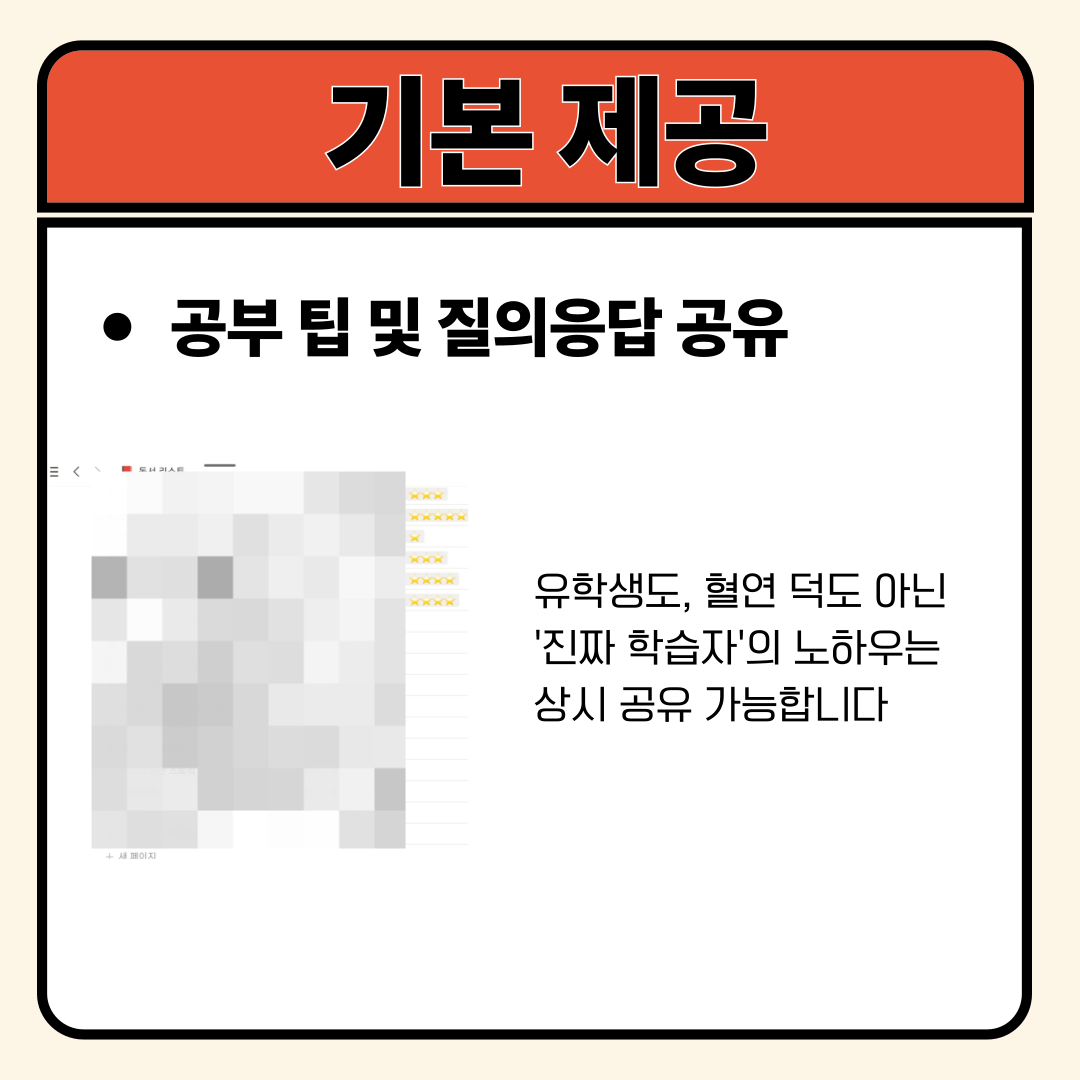 기본 제공
• 공부 팁 및 질의응답 공유
독서 리스트
유학생도, 혈연 덕도 아닌
'진짜 학습자'의 노하우는
상시 공유 가능합니다
+ 새 페이지